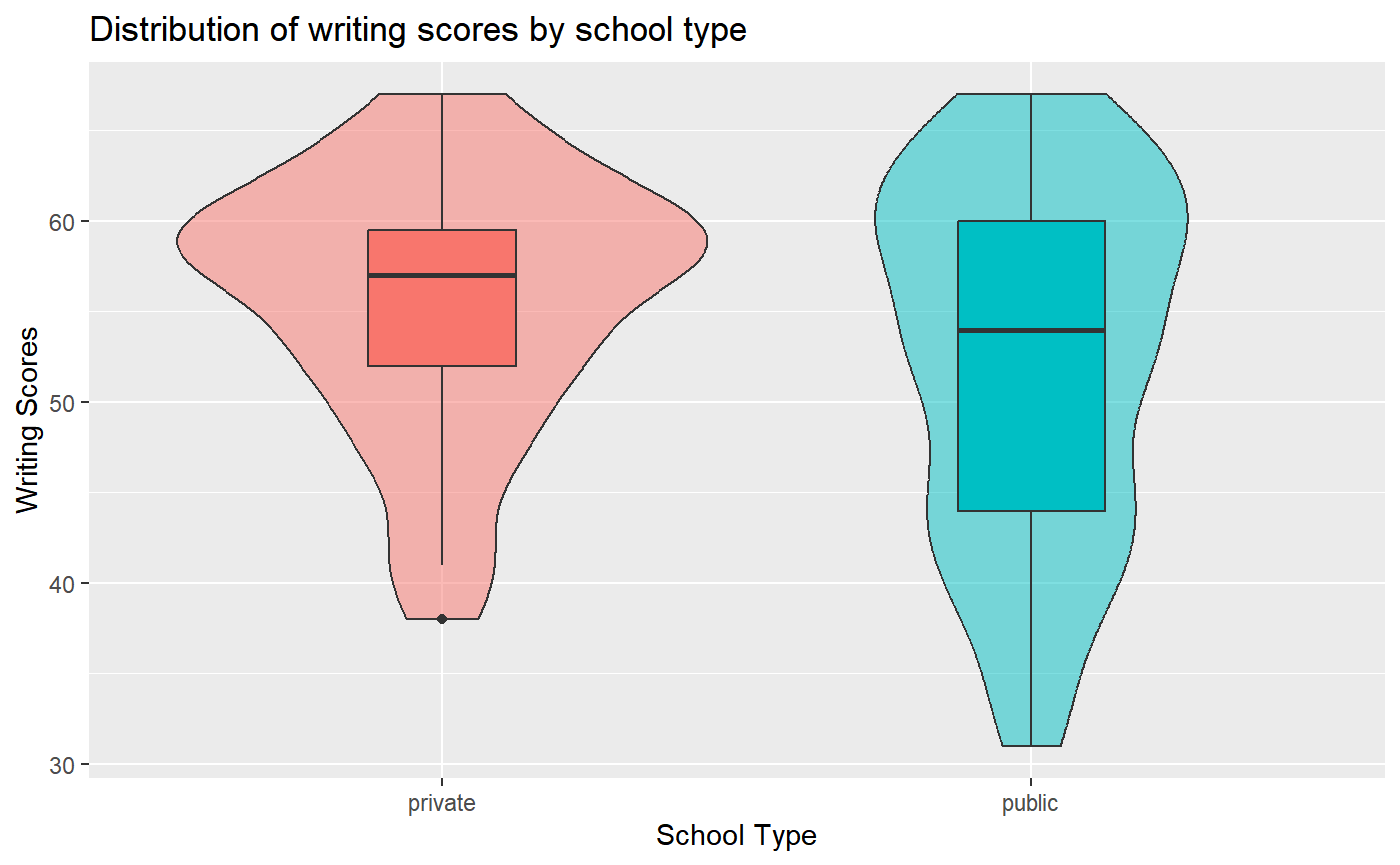 Distribution of writing scores by school type
60
50
40
30
Writing Scores
private
public
School Type